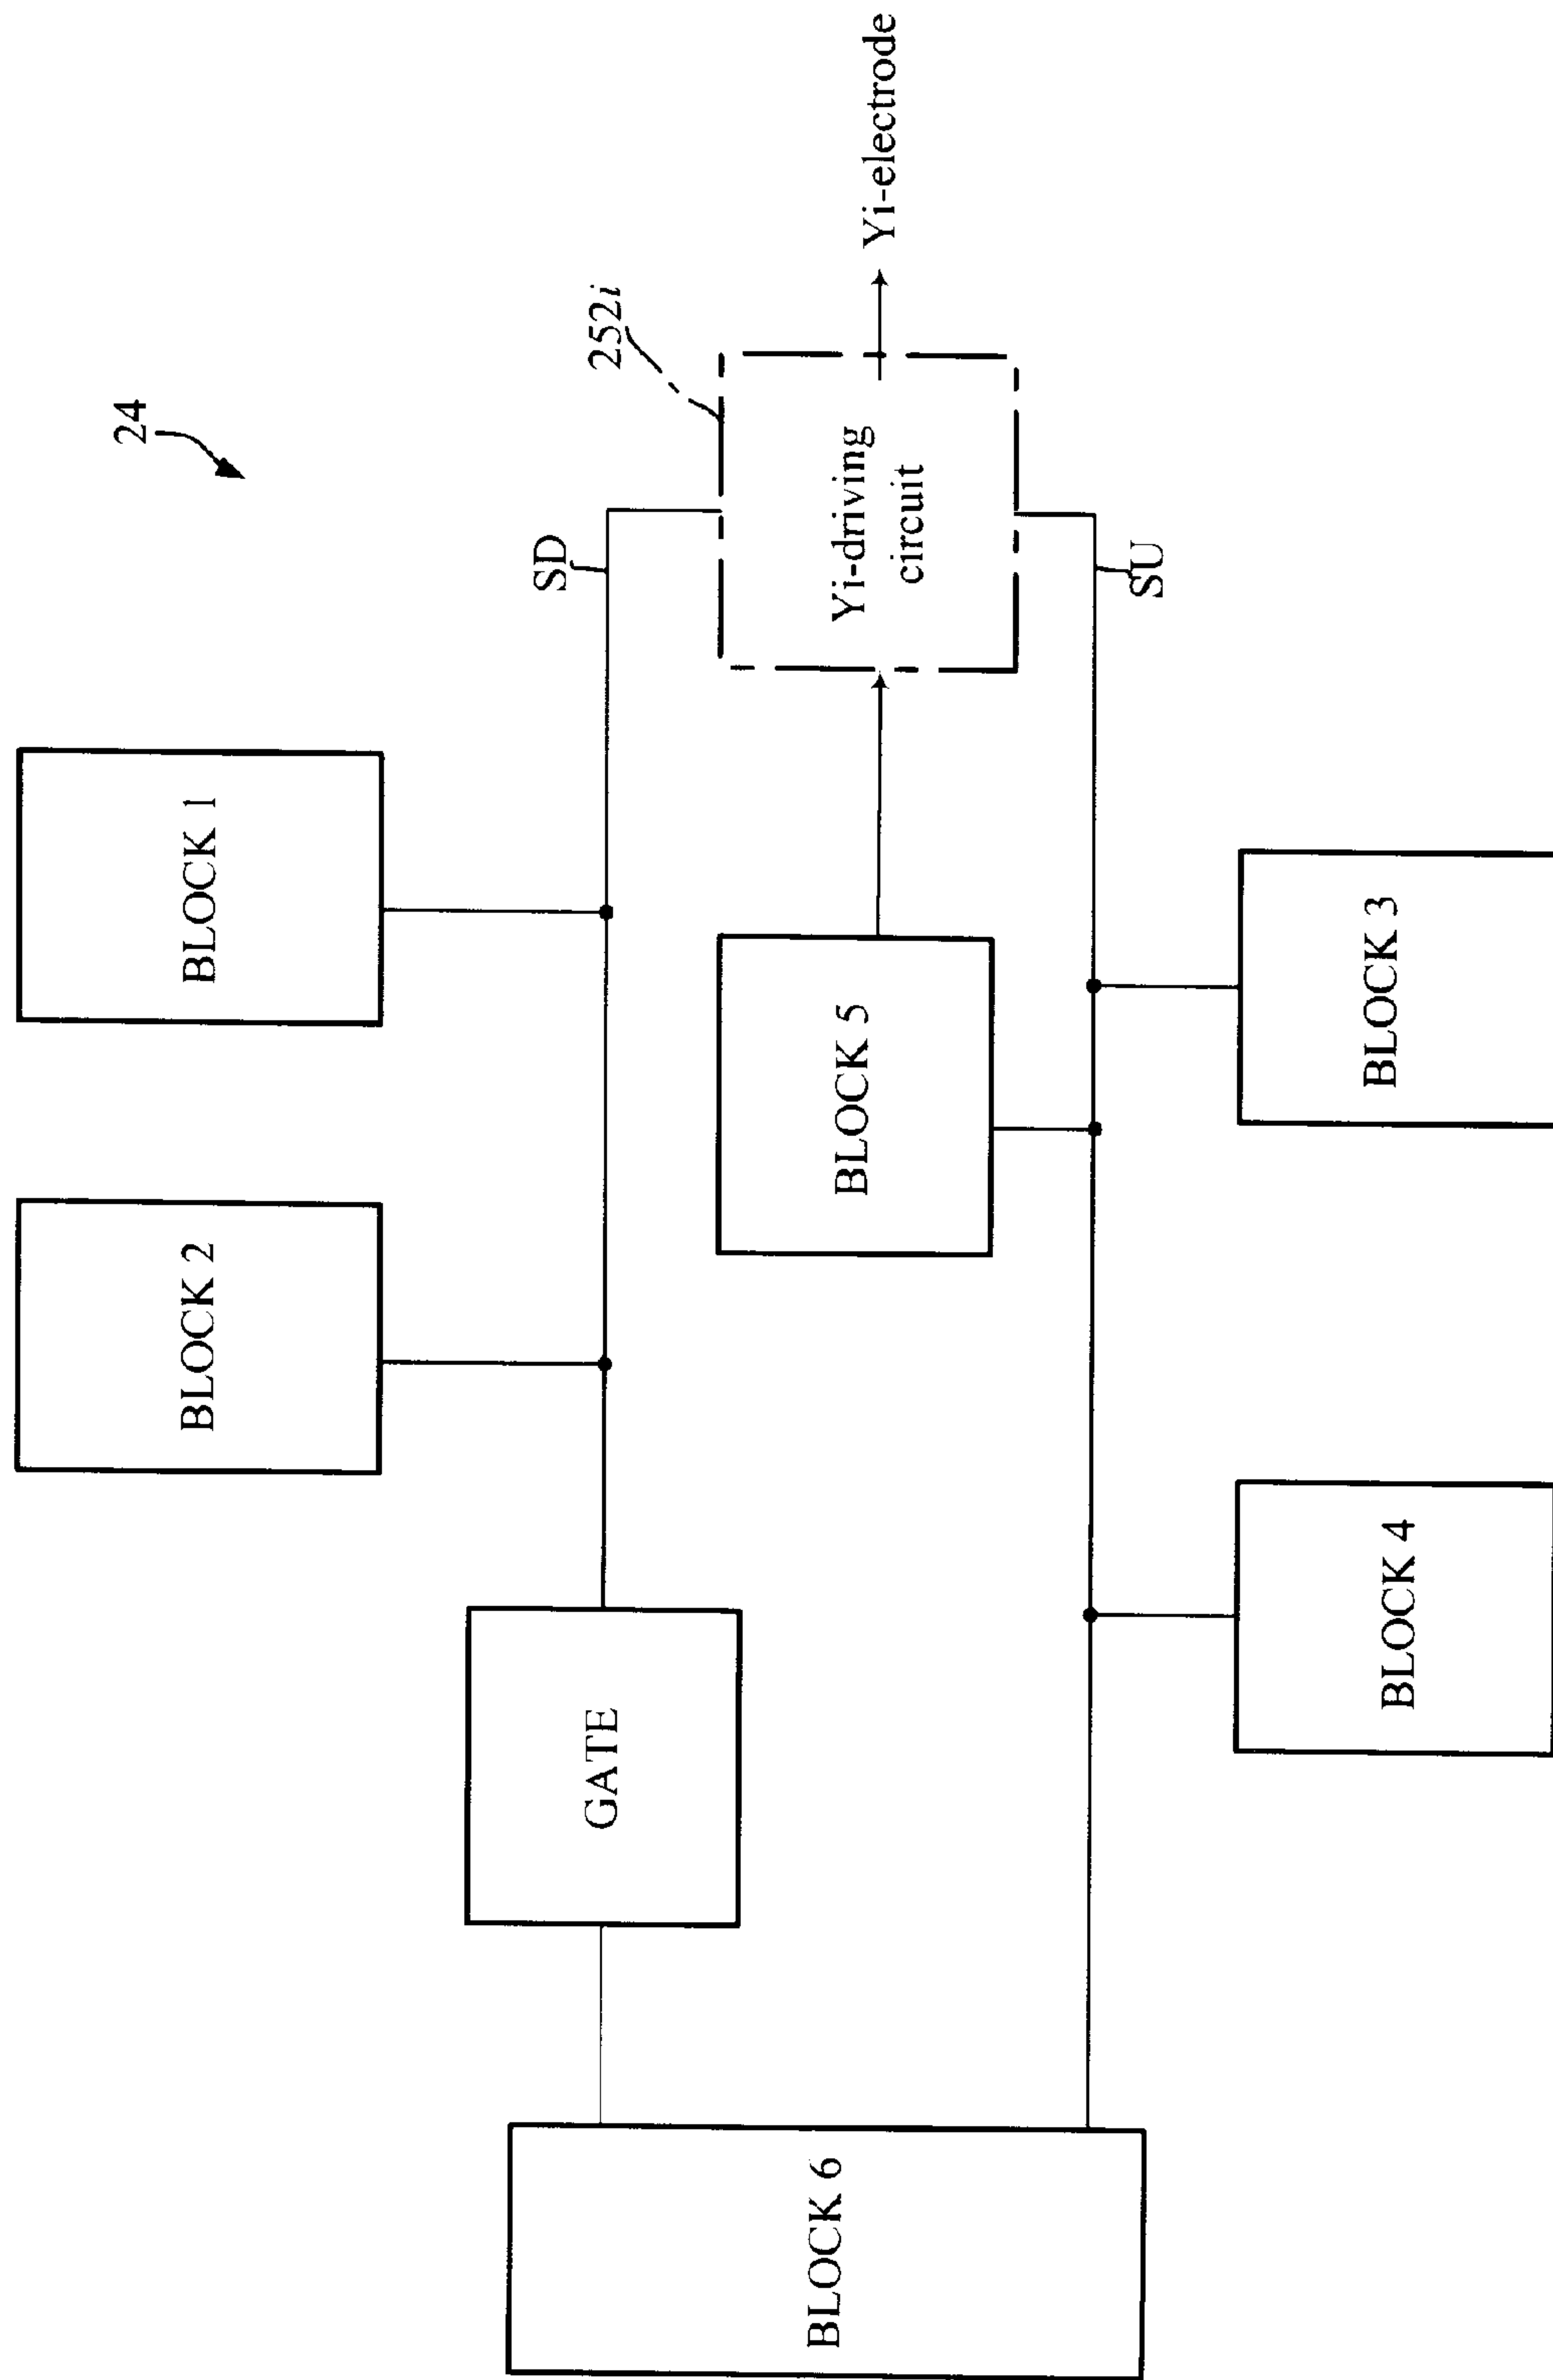 24
BLOCK 2
BLOCK 1
SD
252i
GATE
BLOCK 5
Yi-driving
circuit
Yi-electrode
BLOCK 6
SU
BLOCK 4
BLOCK 3